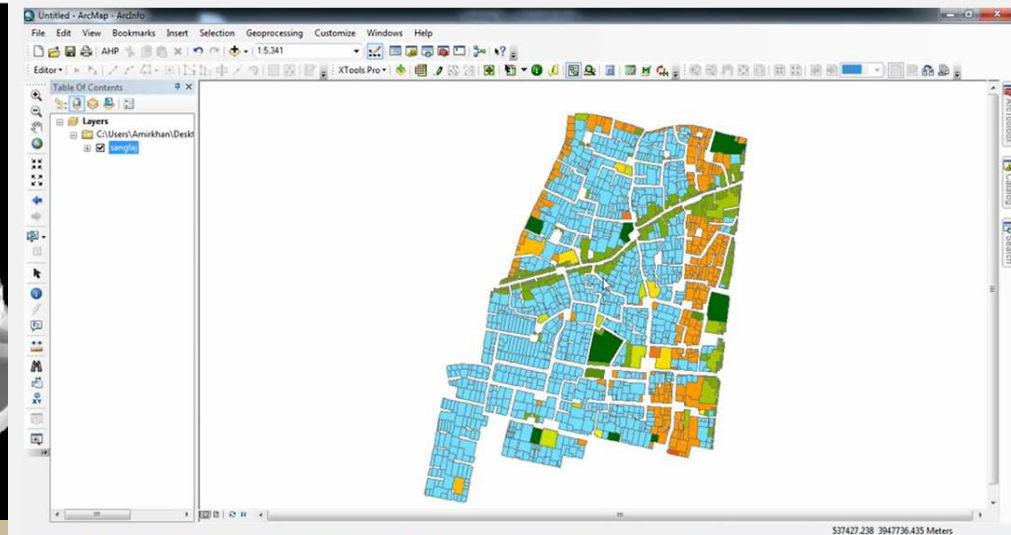 Untitled - ArcMap - ArcInfo
File Edit View Bookmarks Insert Selection Geoprocessing Customize Windows Help
AHP 1:5,341
Editor XTools Pro
Table Of Contents
Layers
C:\Users\Amirkhan\Deskt
sanglaj
XY
ArcToolbox
Catalog
Search
537427.238 3947736.435 Meters